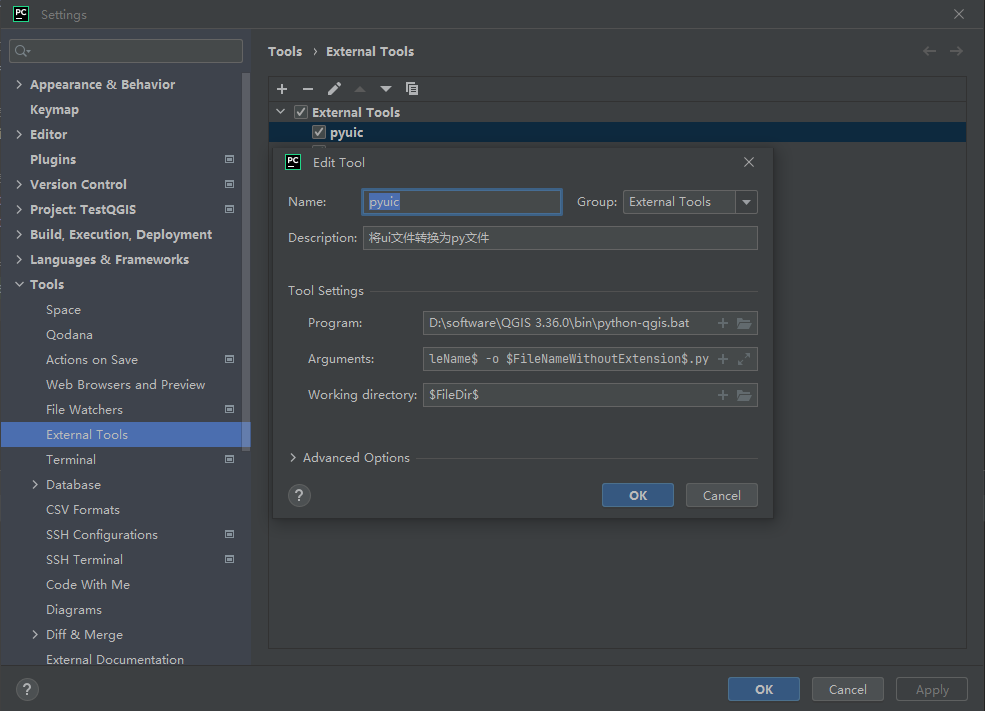 PC Settings
Tools › External Tools
Appearance & Behavior
Keymap
Editor
Plugins
Version Control
Project: TestQGIS
Build, Execution, Deployment
Languages & Frameworks
Tools
Space
Qodana
Actions on Save
Web Browsers and Preview
File Watchers
External Tools
Terminal
Database
CSV Formats
SSH Configurations
SSH Terminal
Code With Me
Diagrams
Diff & Merge
External Documentation
External Tools
pyuic
PC Edit Tool
Name: pyuic Group: External Tools
Description: 将ui文件转换为py文件
Tool Settings
Program: D:\software\QGIS 3.36.0\bin\python-qgis.bat
Arguments: leName$ -o $FileNameWithoutExtension$.py
Working directory: $FileDir$
Advanced Options
? OK Cancel
? OK Cancel Apply